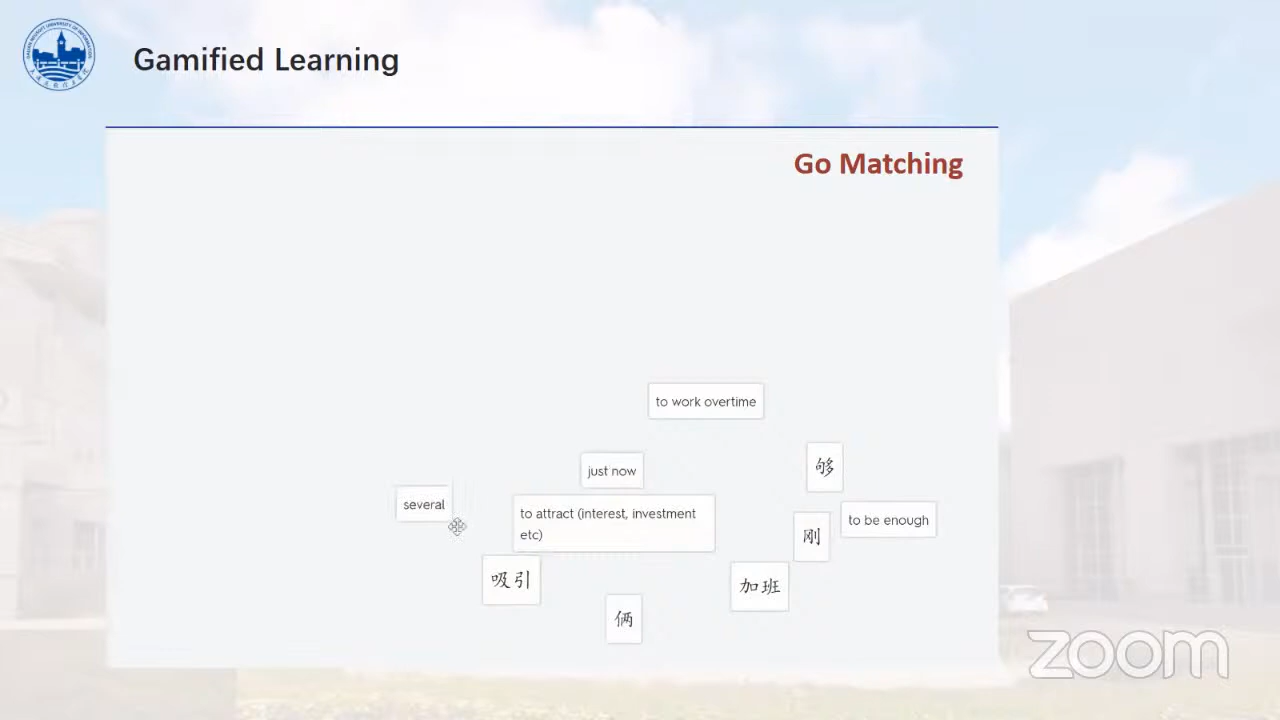 Gamified Learning
Go Matching
to work overtime
just now
够
several
to attract (interest, investment
etc)
to be enough
刚
吸引
加班
俩
zoom